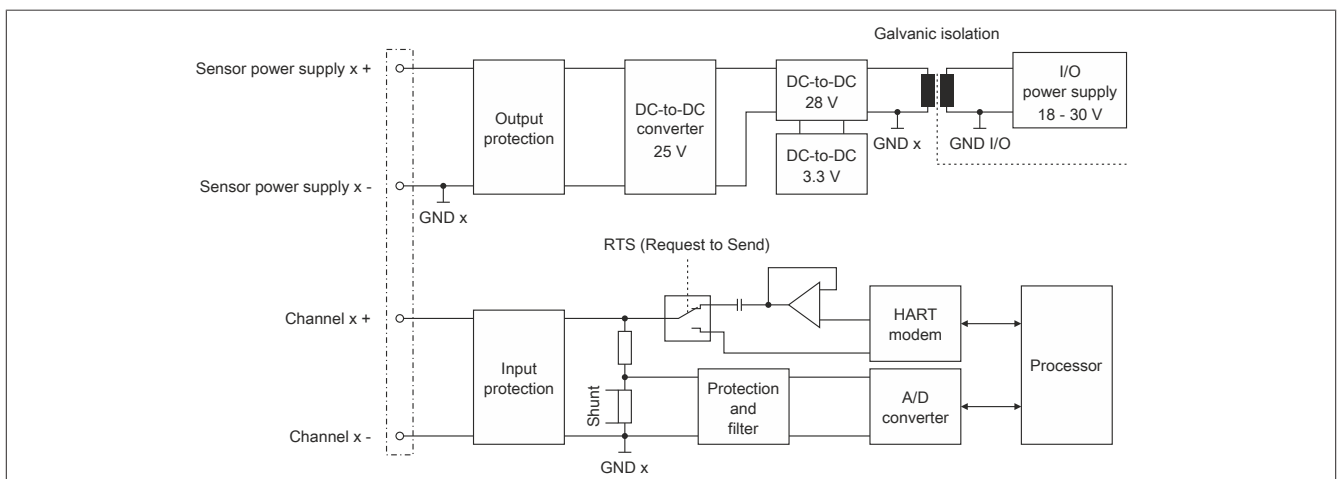 Galvanic isolation
Sensor power supply x +
Output
protection
DC-to-DC
converter
25 V
DC-to-DC
28 V
DC-to-DC
3.3 V
GND x
GND I/O
I/O
power supply
18 - 30 V
Sensor power supply x -
GND x
RTS (Request to Send)
Channel x +
Input
protection
Shunt
Protection
and
filter
HART
modem
A/D
converter
Processor
Channel x -
GND x